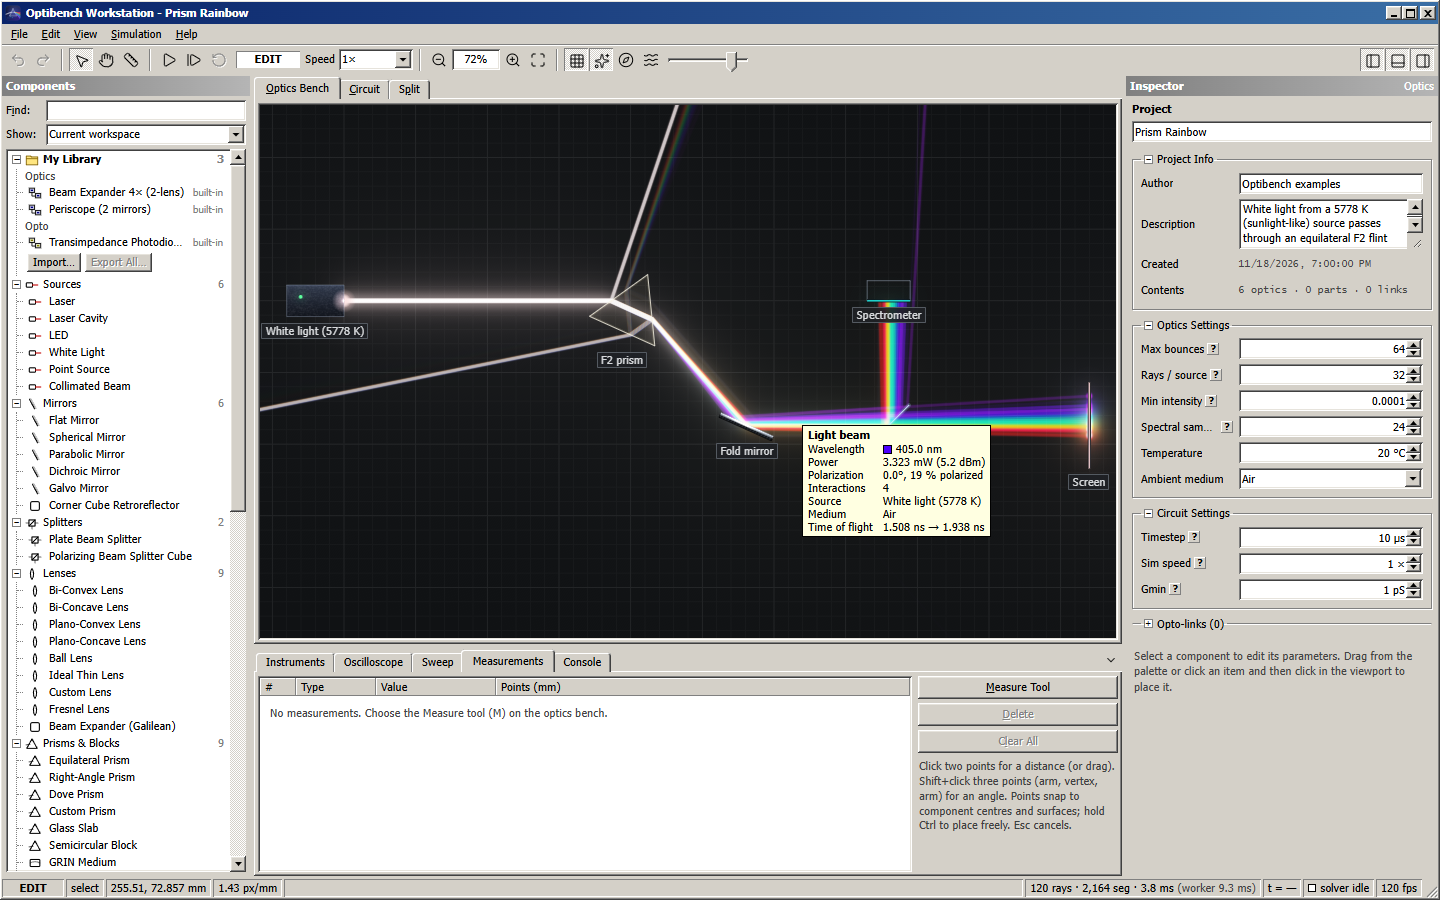 Optibench Workstation - Prism Rainbow
File Edit View Simulation Help
EDIT Speed 1× 72%
Components
Find:
Show: Current workspace
My Library 3
Optics
Beam Expander 4× (2-lens) built-in
Periscope (2 mirrors) built-in
Opto
Transimpedance Photodio... built-in
Import... Export All...
Sources 6
Laser
Laser Cavity
LED
White Light
Point Source
Collimated Beam
Mirrors 6
Flat Mirror
Spherical Mirror
Parabolic Mirror
Dichroic Mirror
Galvo Mirror
Corner Cube Retroreflector
Splitters 2
Plate Beam Splitter
Polarizing Beam Splitter Cube
Lenses 9
Bi-Convex Lens
Bi-Concave Lens
Plano-Convex Lens
Plano-Concave Lens
Ball Lens
Ideal Thin Lens
Custom Lens
Fresnel Lens
Beam Expander (Galilean)
Prisms & Blocks 9
Equilateral Prism
Right-Angle Prism
Dove Prism
Custom Prism
Glass Slab
Semicircular Block
GRIN Medium
Optics Bench Circuit Split
White light (5778 K)
F2 prism
Fold mirror
Spectrometer
Screen
Light beam
Wavelength 405.0 nm
Power 3.323 mW (5.2 dBm)
Polarization 0.0°, 19 % polarized
Interactions 4
Source White light (5778 K)
Medium Air
Time of flight 1.508 ns → 1.938 ns
Instruments Oscilloscope Sweep Measurements Console
# Type Value Points (mm)
No measurements. Choose the Measure tool (M) on the optics bench.
Measure Tool
Delete
Clear All
Click two points for a distance (or drag).
Shift+click three points (arm, vertex,
arm) for an angle. Points snap to
component centres and surfaces; hold
Ctrl to place freely. Esc cancels.
Inspector Optics
Project
Prism Rainbow
Project Info
Author Optibench examples
Description White light from a 5778 K
(sunlight-like) source passes
through an equilateral F2 flint
Created 11/18/2026, 7:00:00 PM
Contents 6 optics · 0 parts · 0 links
Optics Settings
Max bounces ? 64
Rays / source ? 32
Min intensity ? 0.0001
Spectral sam... ? 24
Temperature 20 °C
Ambient medium Air
Circuit Settings
Timestep ? 10 µs
Sim speed ? 1 ×
Gmin ? 1 pS
Opto-links (0)
Select a component to edit its parameters. Drag from the
palette or click an item and then click in the viewport to
place it.
EDIT select 255.51, 72.857 mm 1.43 px/mm 120 rays · 2,164 seg · 3.8 ms (worker 9.3 ms) t = — solver idle 120 fps